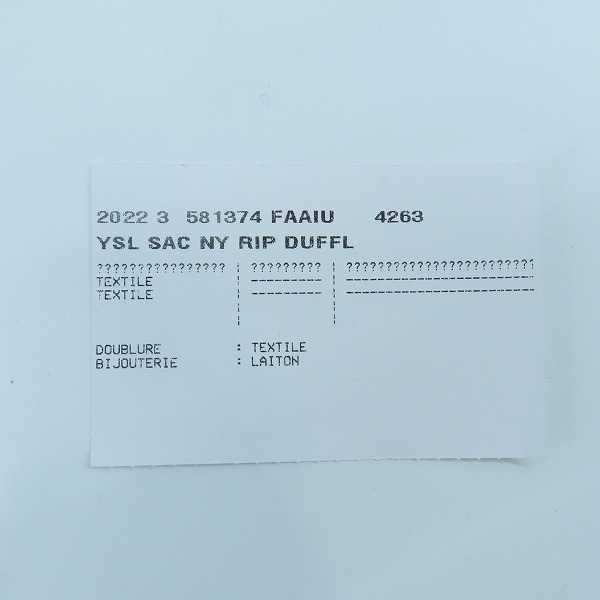 2022 3 581374 FAAIU 4263
YSL SAC NY RIP DUFFL
???????????????? ¦ ????????? ¦ ???????????????????????
TEXTILE ¦ --------- ¦ -----------------------
TEXTILE ¦ --------- ¦ -----------------------
DOUBLURE : TEXTILE
BIJOUTERIE : LAITON